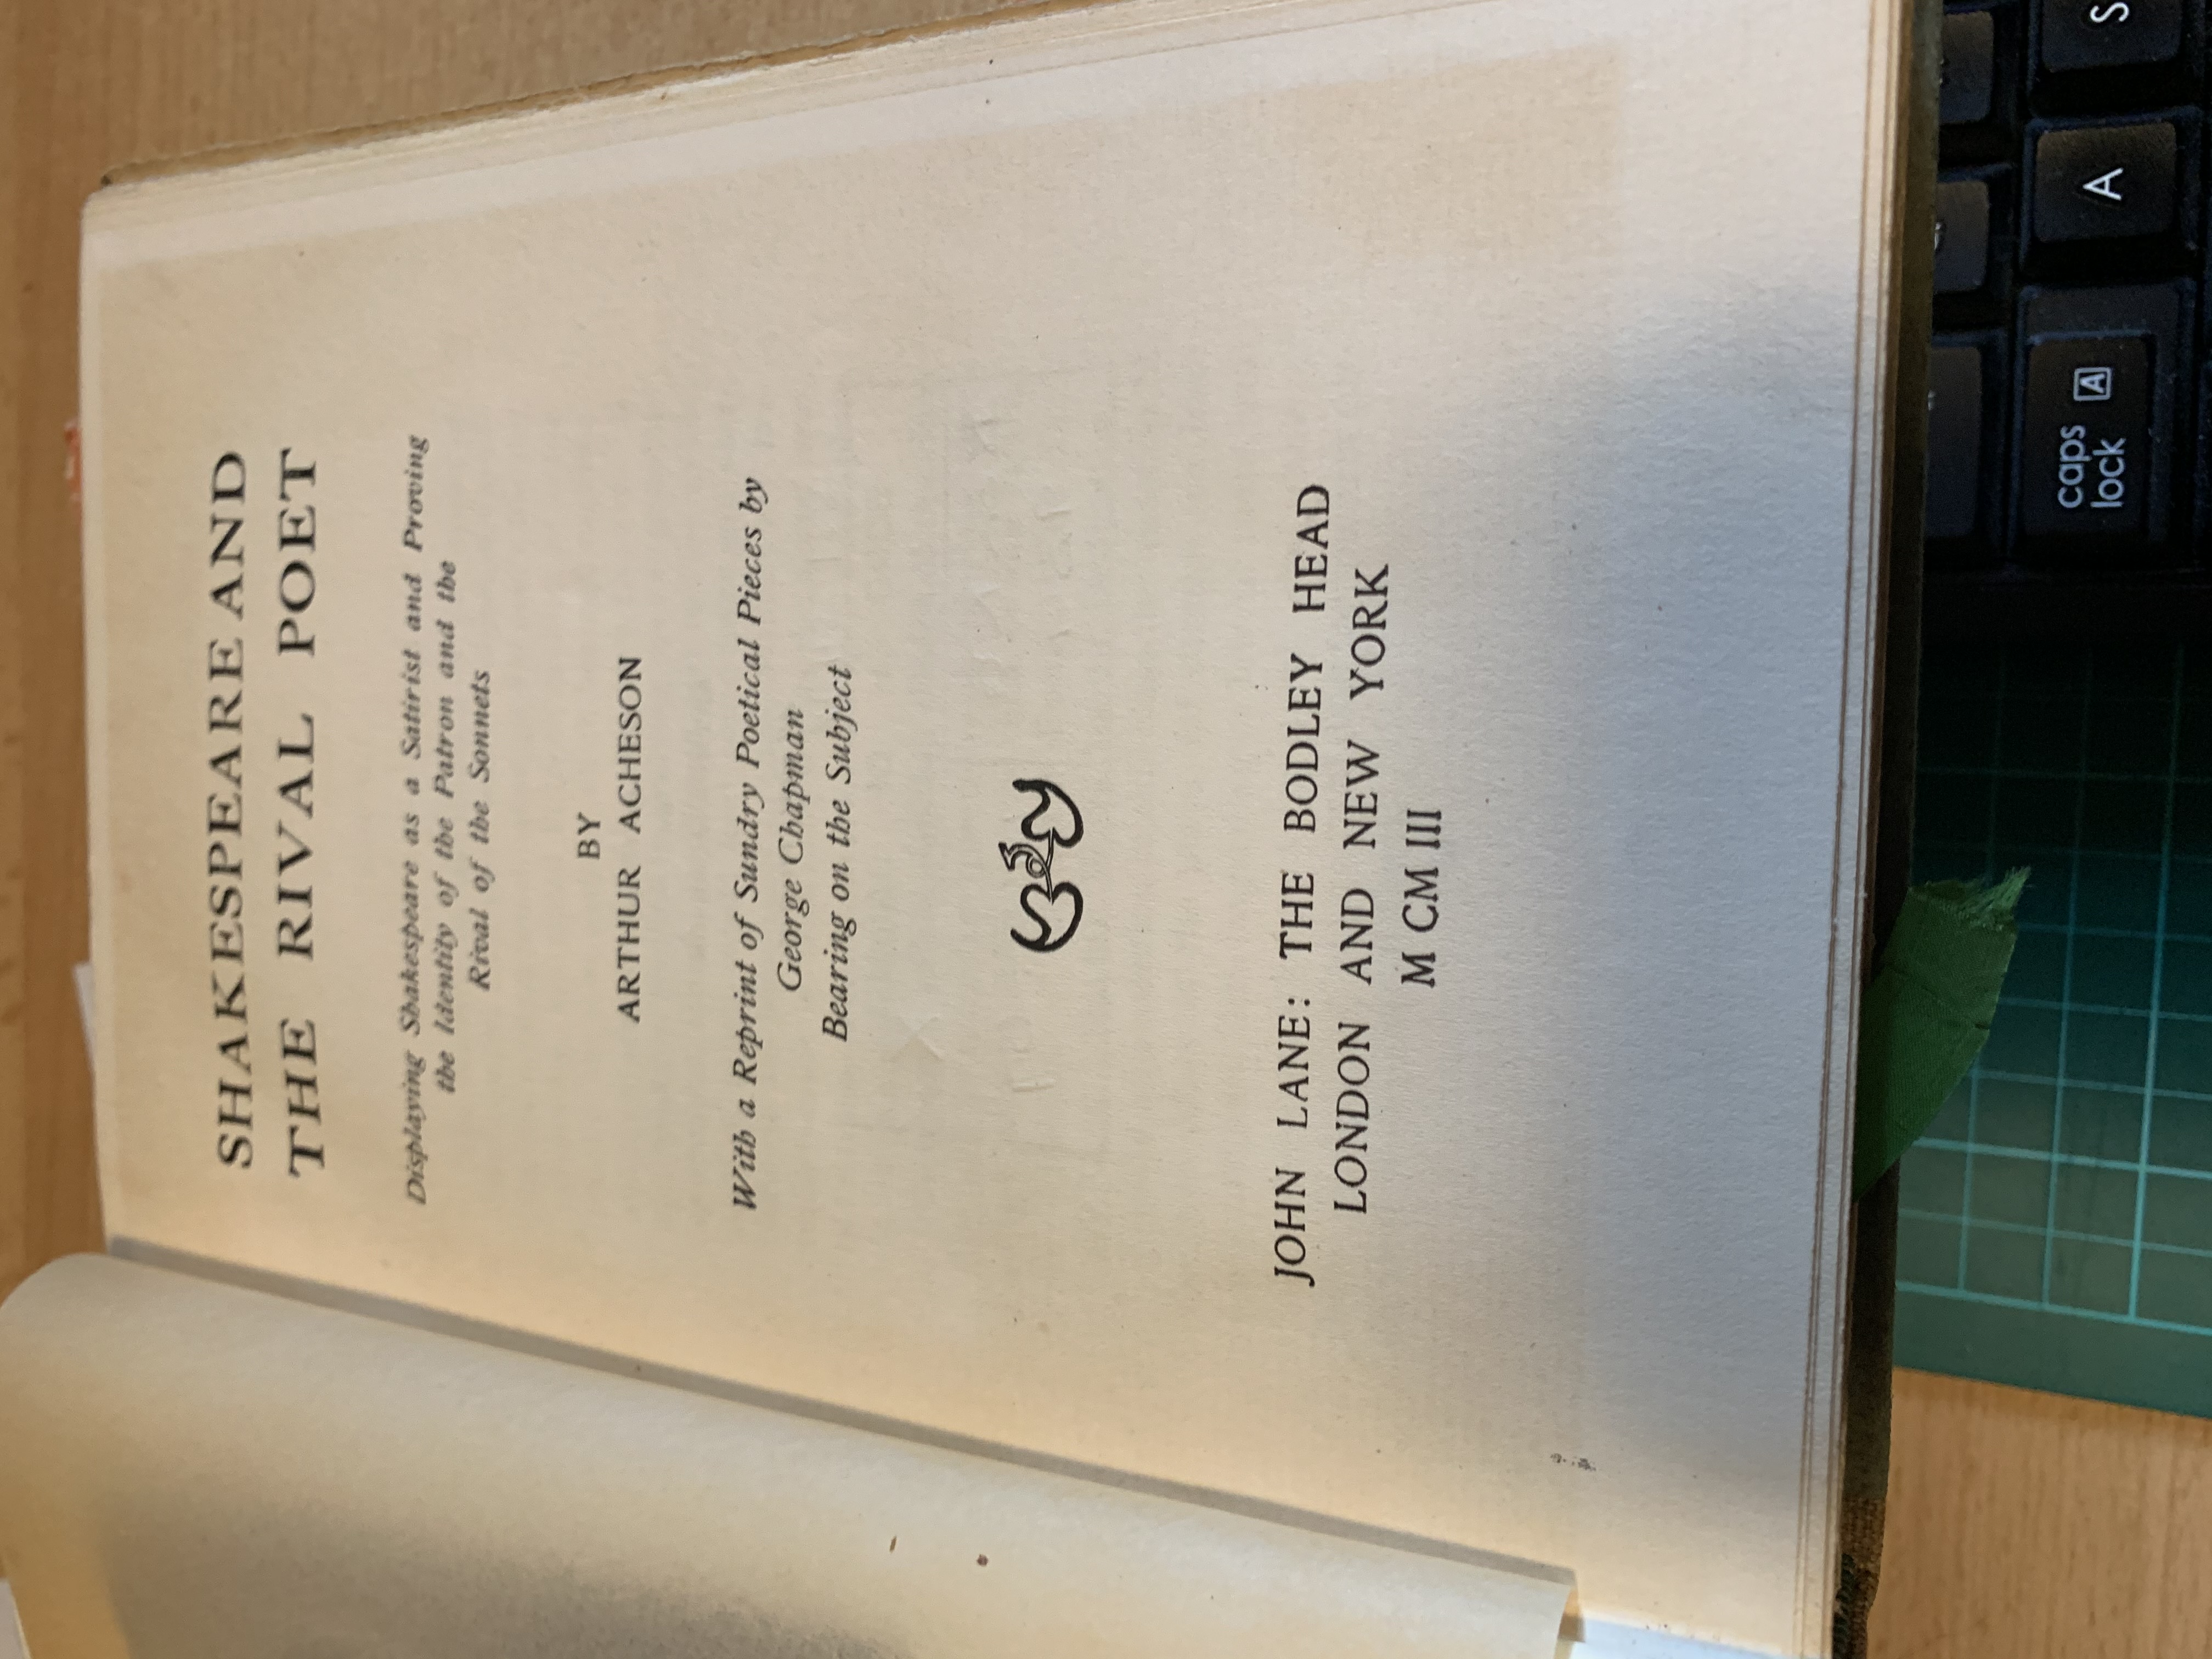 SHAKESPEARE AND
THE RIVAL POET
Displaying Shakespeare as a Satirist and Proving
the Identity of the Patron and the
Rival of the Sonnets
BY
ARTHUR ACHESON
With a Reprint of Sundry Poetical Pieces by
George Chapman
Bearing on the Subject
JOHN LANE: THE BODLEY HEAD
LONDON AND NEW YORK
M CM III
caps
lock
A
A
S